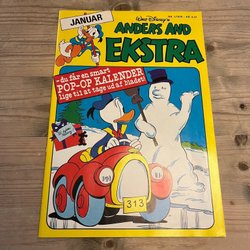 JANUAR
Walt Disney's
ANDERS AND
EKSTRA
-du får en smart
POP-OP KALENDER
lige til at tage ud af bladet!
313